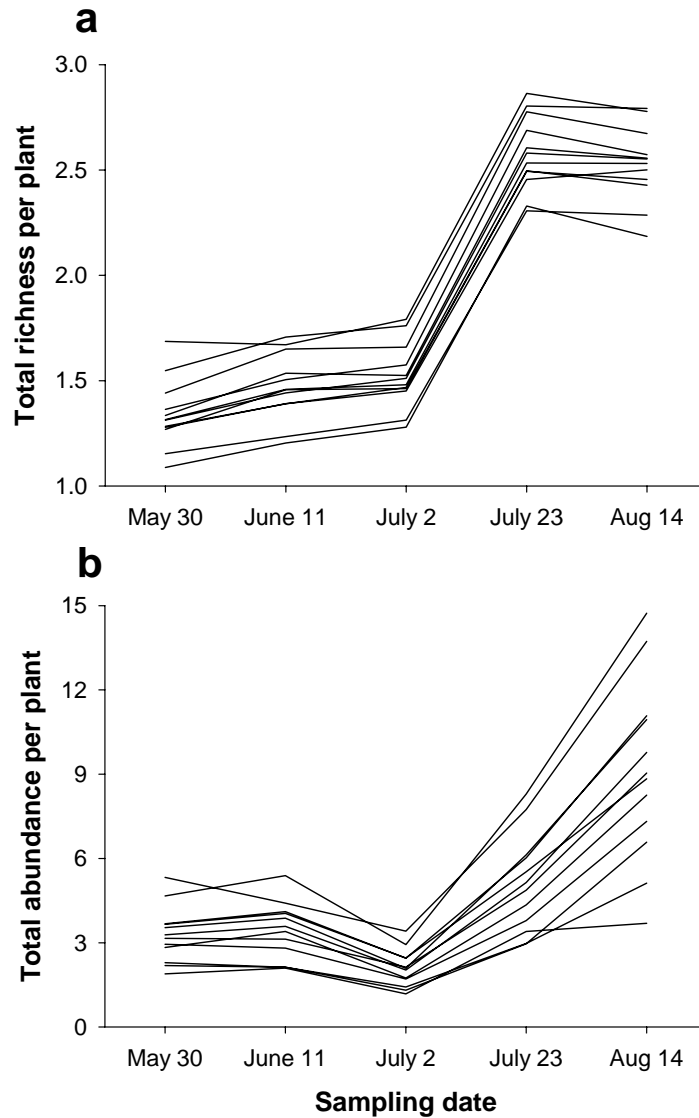 a
Total richness per plant
3.0
2.5
2.0
1.5
1.0
May 30 June 11 July 2 July 23 Aug 14
b
Total abundance per plant
15
12
9
6
3
0
May 30 June 11 July 2 July 23 Aug 14
Sampling date